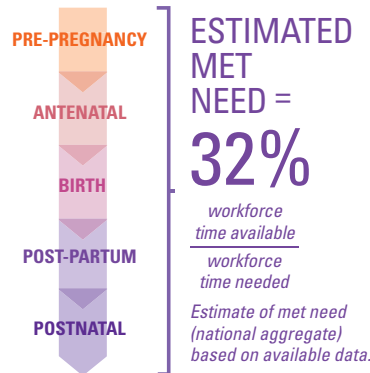 PRE-PREGNANCY
ANTENATAL
BIRTH
POST-PARTUM
POSTNATAL
ESTIMATED
MET
NEED =
32%
workforce
time available
workforce
time needed
Estimate of met need
(national aggregate)
based on available data.